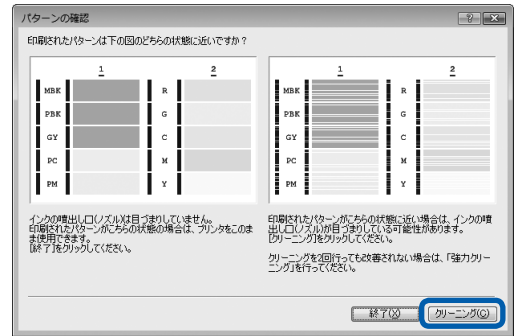 パターンの確認
印刷されたパターンは下の図のどちらの状態に近いですか？
1 2
MBK R
PBK G
GY C
PC M
PM Y
1 2
MBK R
PBK G
GY C
PC M
PM Y
インクの噴出し口(ノズル)は目づまりしていません。
印刷されたパターンがこちらの状態の場合は、プリンタをこのま
ま使用できます。
[終了]をクリックしてください。
印刷されたパターンがこちらの状態に近い場合は、インクの噴
出し口(ノズル)が目づまりしている可能性があります。
[クリーニング]をクリックしてください。
クリーニングを2回行っても改善されない場合は、「強力クリー
ニング」を行ってください。
終了(X) クリーニング(C)